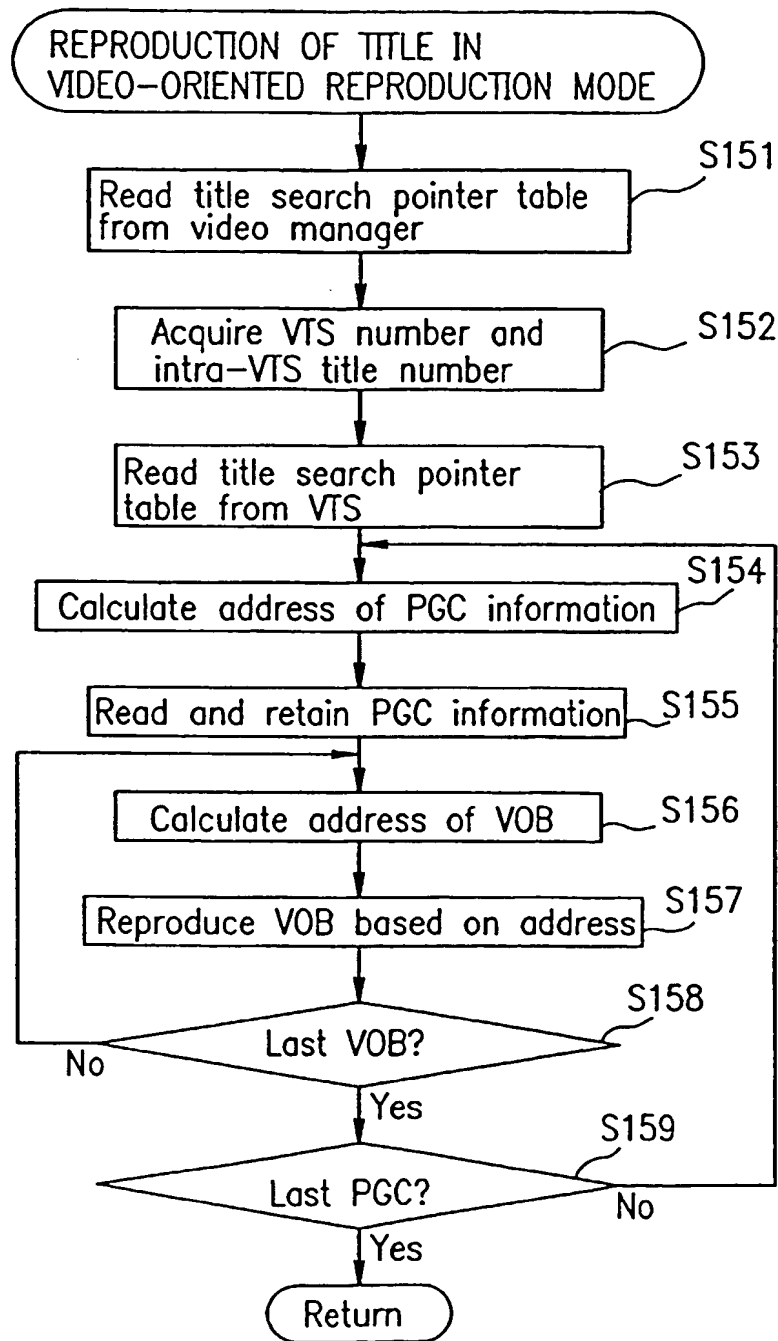 REPRODUCTION OF TITLE IN
VIDEO-ORIENTED REPRODUCTION MODE
S151
Read title search pointer table
from video manager
S152
Acquire VTS number and
intra-VTS title number
S153
Read title search pointer
table from VTS
S154
Calculate address of PGC information
Read and retain PGC information
S155
Calculate address of VOB
S156
Reproduce VOB based on address
S157
S158
Last VOB?
No
Yes
S159
Last PGC?
No
Yes
Return